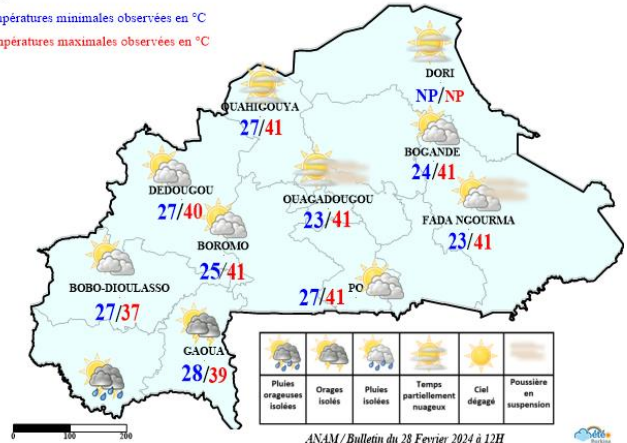 températures minimales observées en °C
températures maximales observées en °C
DORI
NP/NP
OUAHIGOUYA
27/41
BOGANDE
24/41
DEDOUGOU
27/40
OUAGADOUGOU
23/41
FADA NGOURMA
23/41
BOROMO
25/41
BOBO-DIOULASSO
27/37
PO
27/41
GAOUA
28/39
Pluies orageuses isolées
Orages isolés
Pluies isolées
Temps partiellement nuageux
Ciel dégagé
Poussière en suspension
0 100 200
ANAM / Bulletin du 28 Fevrier 2024 à 12H